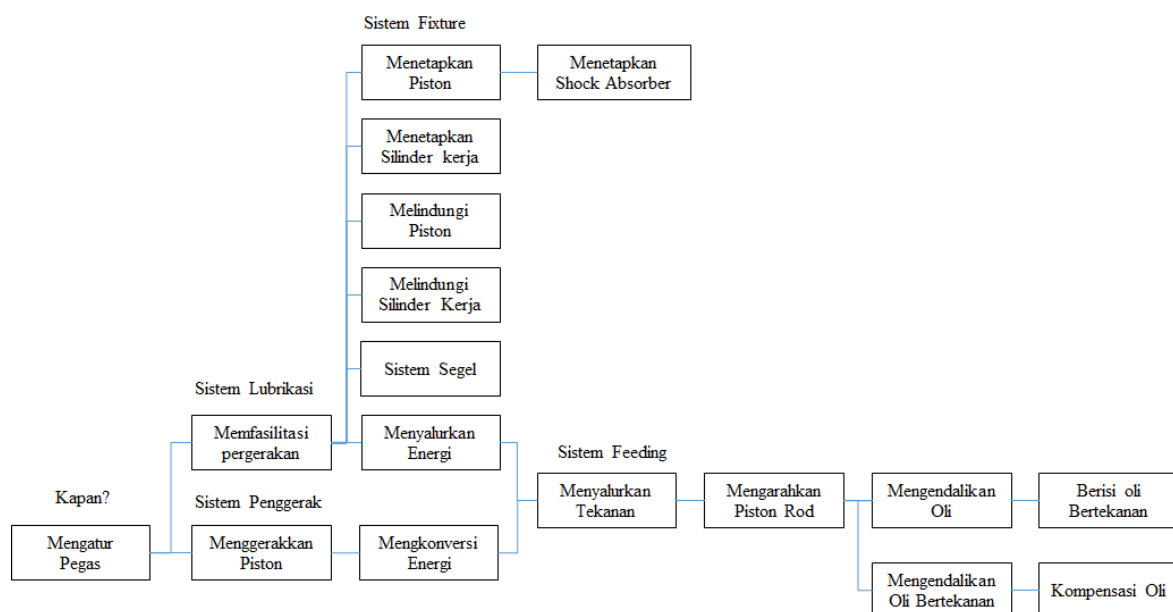 Sistem Fixture
Menetapkan
Piston
Menetapkan
Shock Absorber
Menetapkan
Silinder kerja
Melindungi
Piston
Melindungi
Silinder Kerja
Sistem Segel
Sistem Lubrikasi
Memfasilitasi
pergerakan
Menyalurkan
Energi
Sistem Feeding
Menyalurkan
Tekanan
Mengarahkan
Piston Rod
Mengendalikan
Oli
Berisi oli
Bertekanan
Kapan?
Mengatur
Pegas
Sistem Penggerak
Menggerakkan
Piston
Mengkonversi
Energi
Mengendalikan
Oli Bertekanan
Kompensasi Oli